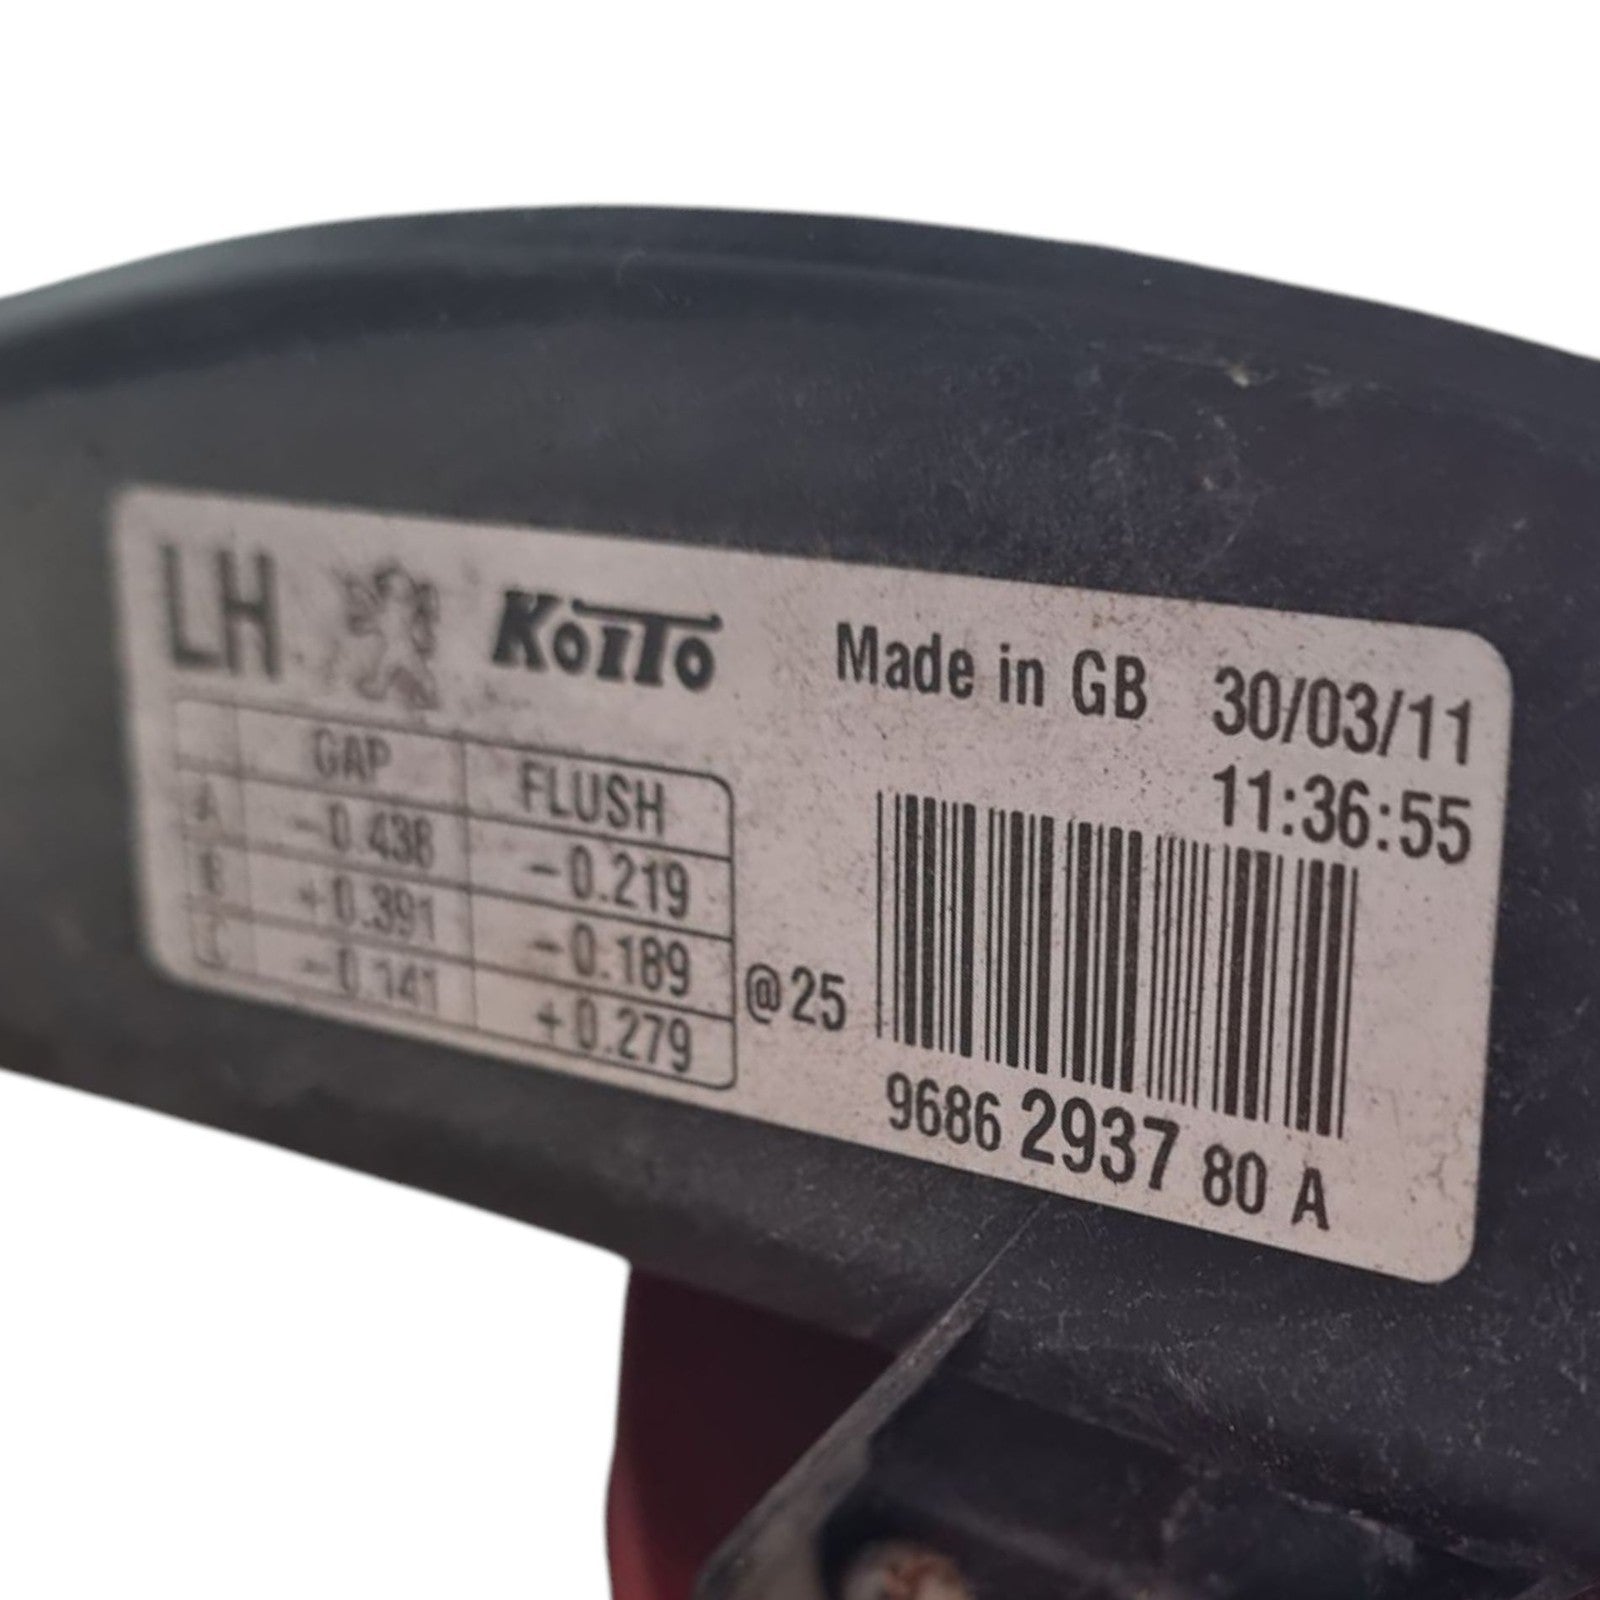 LH KOITO Made in GB 30/03/11
11:36:55
GAP FLUSH
A -0.438 -0.219
B +0.391 -0.189
C -0.141 +0.279
@25
9686 2937 80 A